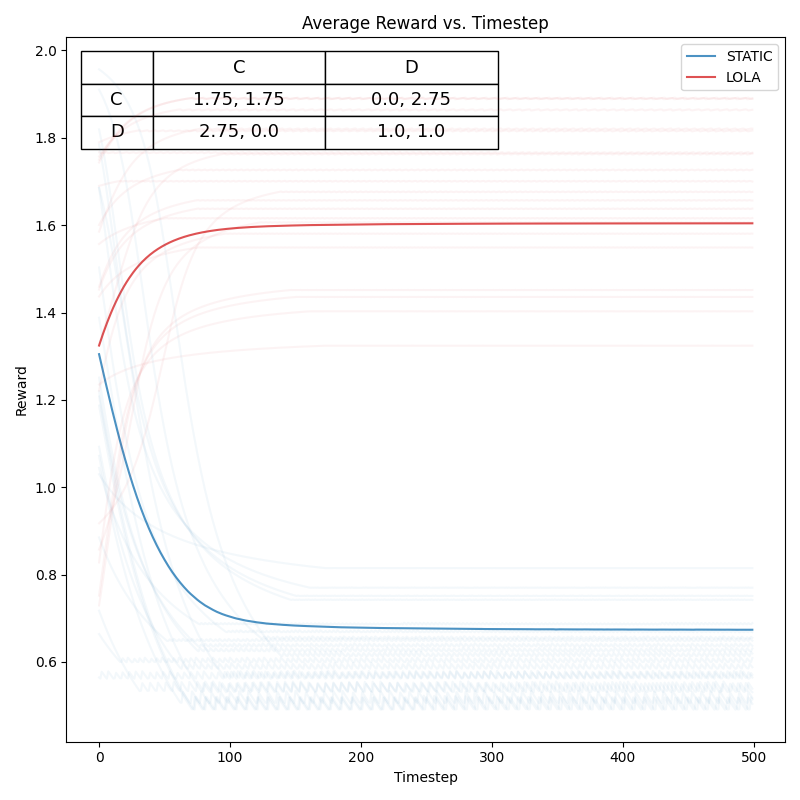 Average Reward vs. Timestep
C D
C 1.75, 1.75 0.0, 2.75
D 2.75, 0.0 1.0, 1.0
STATIC
LOLA
2.0
1.8
1.6
1.4
1.2
1.0
0.8
0.6
Reward
0 100 200 300 400 500
Timestep